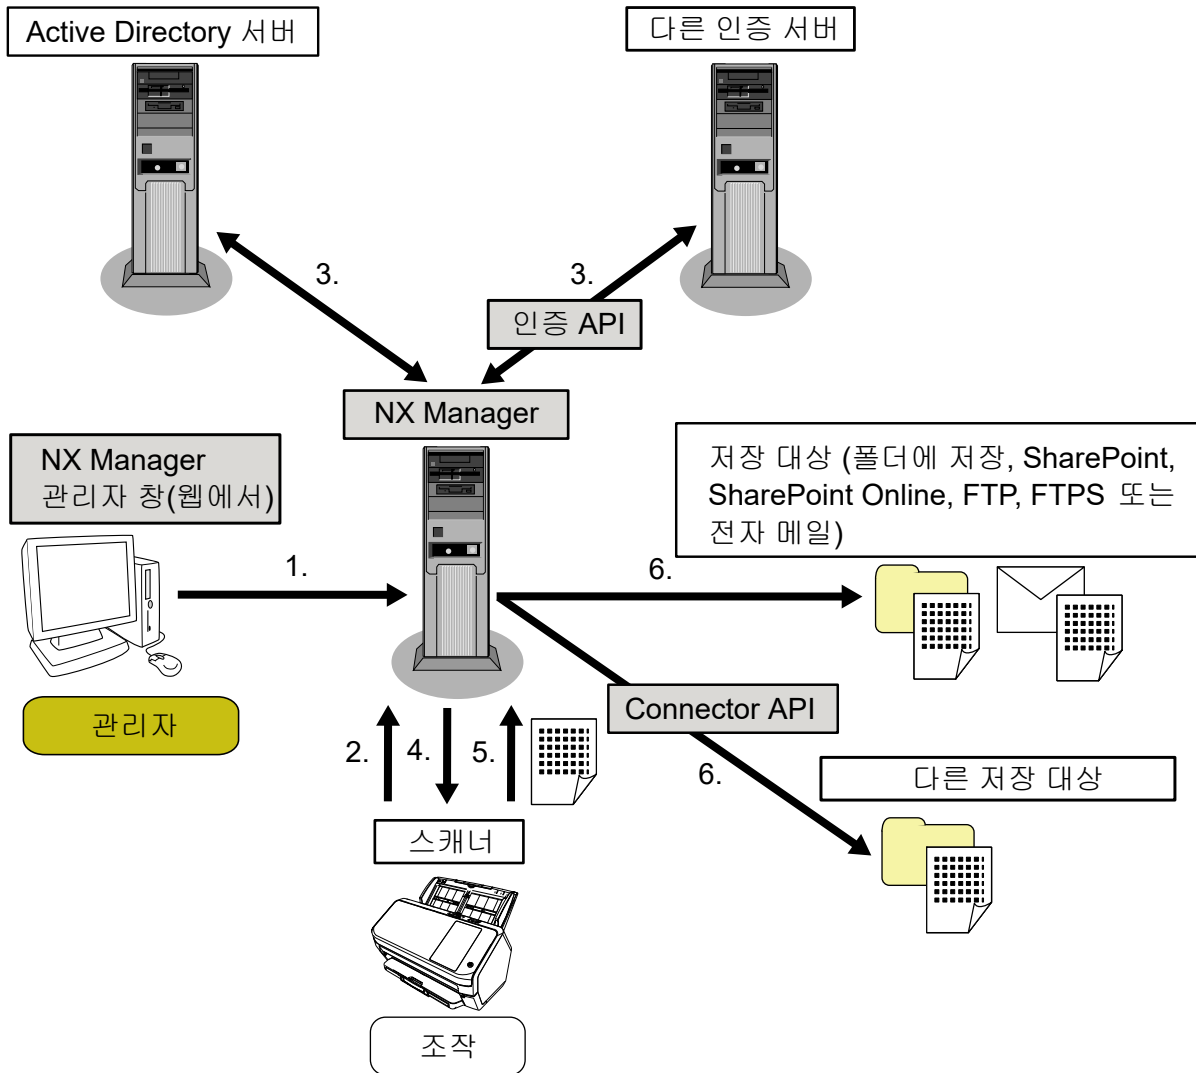 Active Directory 서버
다른 인증 서버
3.
3.
인증 API
NX Manager
NX Manager
관리자 창(웹에서)
저장 대상 (폴더에 저장, SharePoint,
SharePoint Online, FTP, FTPS 또는
전자 메일)
1.
6.
관리자
Connector API
2.
4.
5.
6.
다른 저장 대상
스캐너
조작